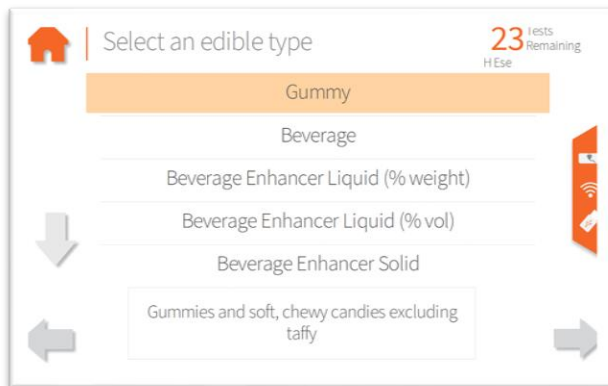 Select an edible type
23 Tests
Remaining
H Ese
Gummy
Beverage
Beverage Enhancer Liquid (% weight)
Beverage Enhancer Liquid (% vol)
Beverage Enhancer Solid
Gummies and soft, chewy candies excluding
taffy